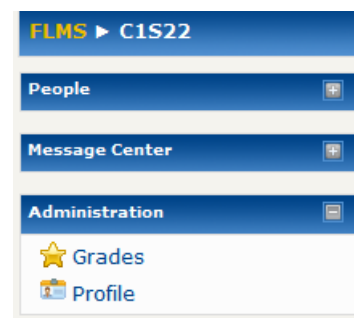 FLMS ► C1S22
People
Message Center
Administration
Grades
Profile